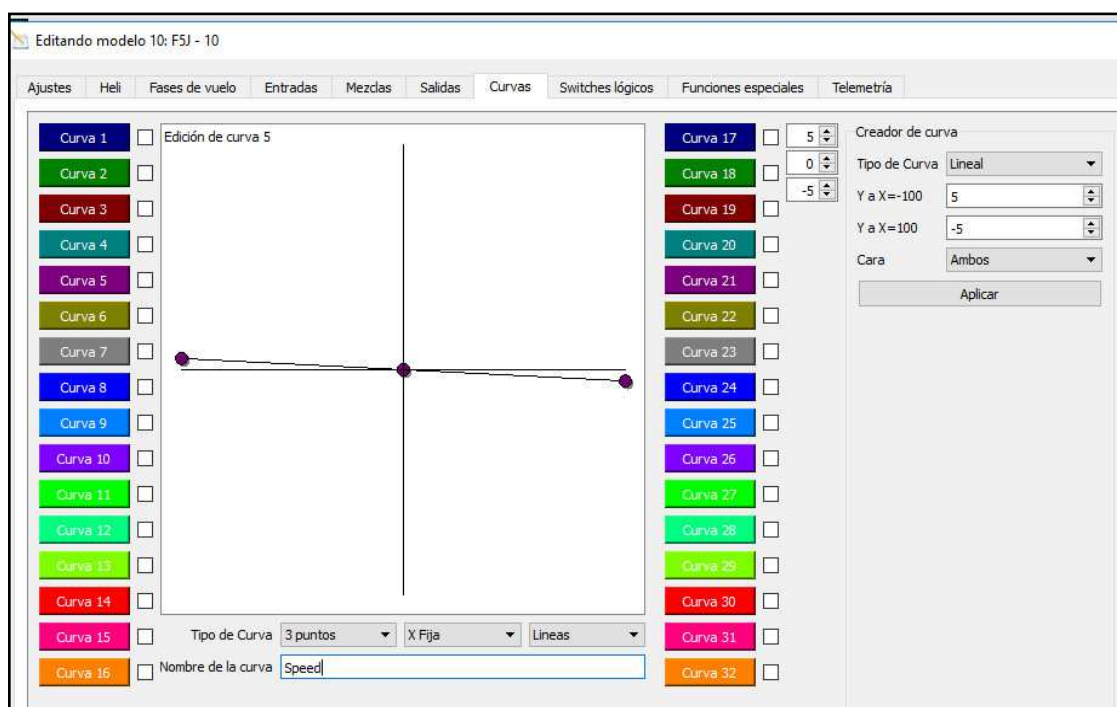 Editando modelo 10: F5J - 10
Ajustes Heli Fases de vuelo Entradas Mezclas Salidas Curvas Switches lógicos Funciones especiales Telemetría
Curva 1
Curva 2
Curva 3
Curva 4
Curva 5
Curva 6
Curva 7
Curva 8
Curva 9
Curva 10
Curva 11
Curva 12
Curva 13
Curva 14
Curva 15
Curva 16
Edición de curva 5
Tipo de Curva 3 puntos X Fija Lineas
Nombre de la curva Speed
Curva 17
Curva 18
Curva 19
Curva 20
Curva 21
Curva 22
Curva 23
Curva 24
Curva 25
Curva 26
Curva 27
Curva 28
Curva 29
Curva 30
Curva 31
Curva 32
5
0
-5
Creador de curva
Tipo de Curva Lineal
Y a X=-100 5
Y a X=100 -5
Cara Ambos
Aplicar